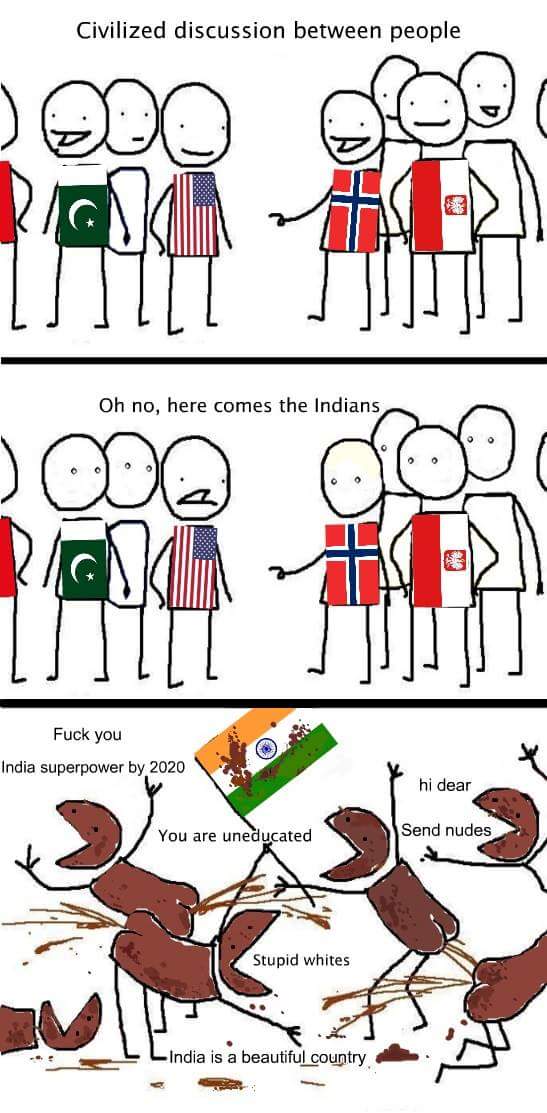 Civilized discussion between people
Oh no, here comes the Indians
Fuck you
India superpower by 2020
hi dear
You are uneducated
Send nudes
Stupid whites
India is a beautiful country